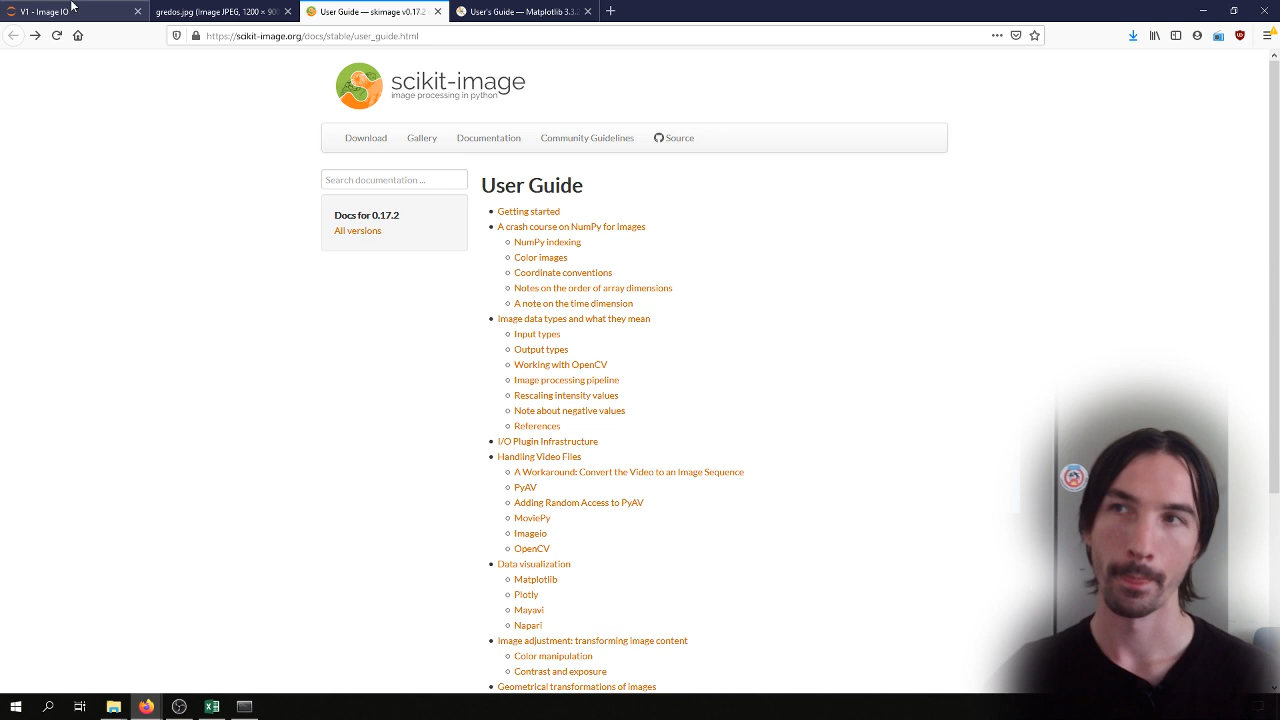 V1 - Image IO
gredos.jpg (Image JPEG, 1200 × 90
User Guide — skimage v0.17.2
User's Guide — Matplotlib 3.3.
https://scikit-image.org/docs/stable/user_guide.html
scikit-image
image processing in python
Download
Gallery
Documentation
Community Guidelines
Source
Search documentation ...
Docs for 0.17.2
All versions
User Guide
Getting started
A crash course on NumPy for images
NumPy indexing
Color images
Coordinate conventions
Notes on the order of array dimensions
A note on the time dimension
Image data types and what they mean
Input types
Output types
Working with OpenCV
Image processing pipeline
Rescaling intensity values
Note about negative values
References
I/O Plugin Infrastructure
Handling Video Files
A Workaround: Convert the Video to an Image Sequence
PyAV
Adding Random Access to PyAV
MoviePy
Imageio
OpenCV
Data visualization
Matplotlib
Plotly
Mayavi
Napari
Image adjustment: transforming image content
Color manipulation
Contrast and exposure
Geometrical transformations of images